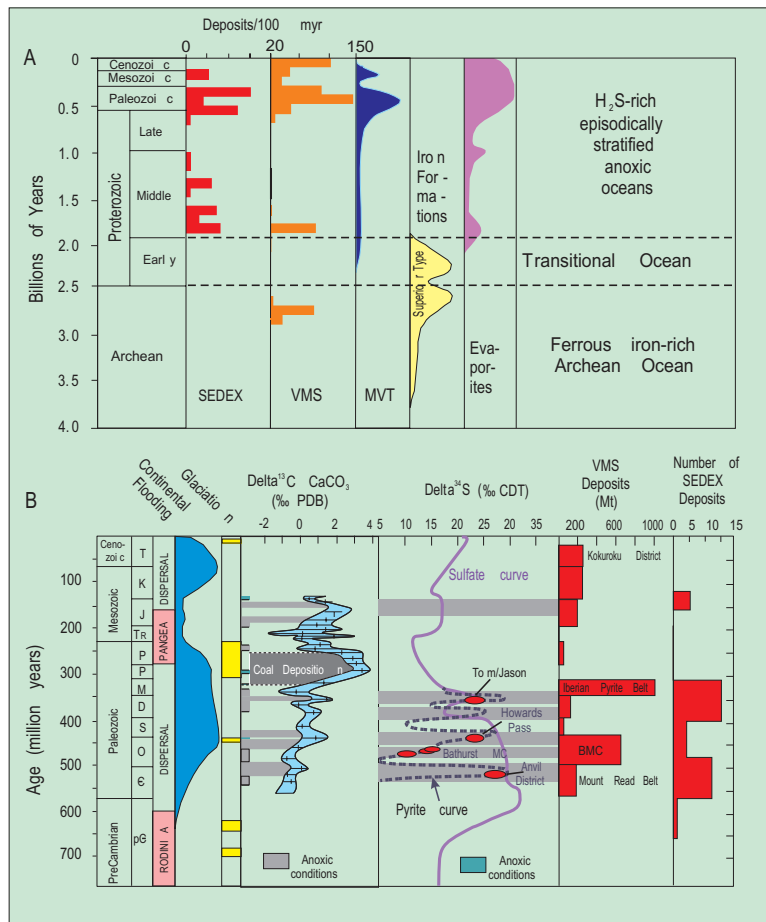 A
Deposits/100 myr
0 20 150
Billions of Years
0
0.5
1.0
1.5
2.0
2.5
3.0
3.5
4.0
Cenozoi c
Mesozoi c
Paleozoi c
Proterozoic
Late
Middle
Earl y
Archean
SEDEX
VMS
MVT
Iro n
For -
ma-
tions
Superio r Type
Eva-
por-
ites
H2S-rich
episodically
stratified
anoxic
oceans
Transitional Ocean
Ferrous iron-rich
Archean Ocean
B
Continental
Flooding
Glaciatio n
Delta13C CaCO3
(‰ PDB)
-2 0 2 4
Delta34S (‰ CDT)
5 10 15 20 25 30 35
VMS
Deposits
(Mt)
200 600 1000
Number of
SEDEX
Deposits
0 5 10 15
Age (million years)
100
200
300
400
500
600
700
Ceno-
zoi c
Mesozoic
Paleozoic
PreCambrian
T
K
J
TR
P
P
M
D
S
O
Є
pG
DISPERSAL
PANGE A
DISPERSAL
RODINI A
Coal Depositio n
Anoxic
conditions
Sulfate curve
To m/Jason
Howards
Pass
Bathurst MC
Anvil
District
Pyrite curve
Anoxic
conditions
Kokuroku District
Iberian Pyrite Belt
BMC
Mount Read Belt